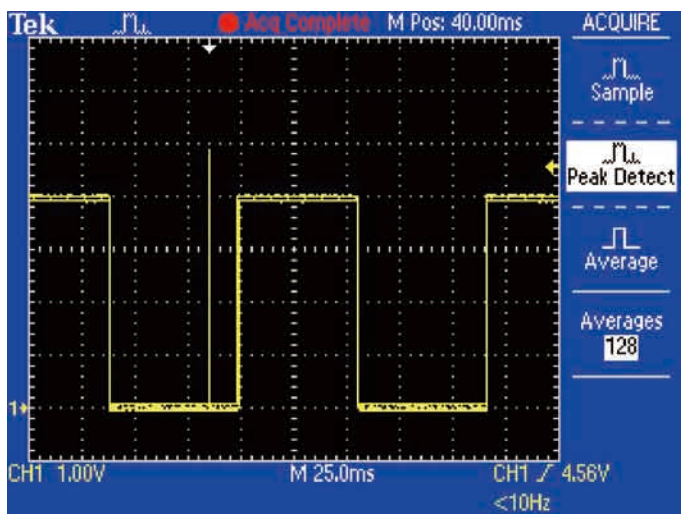 Tek Acq Complete M Pos: 40.00ms ACQUIRE
Sample
Peak Detect
Average
Averages
128
1
CH1 1.00V M 25.0ms CH1 4.56V
<10Hz